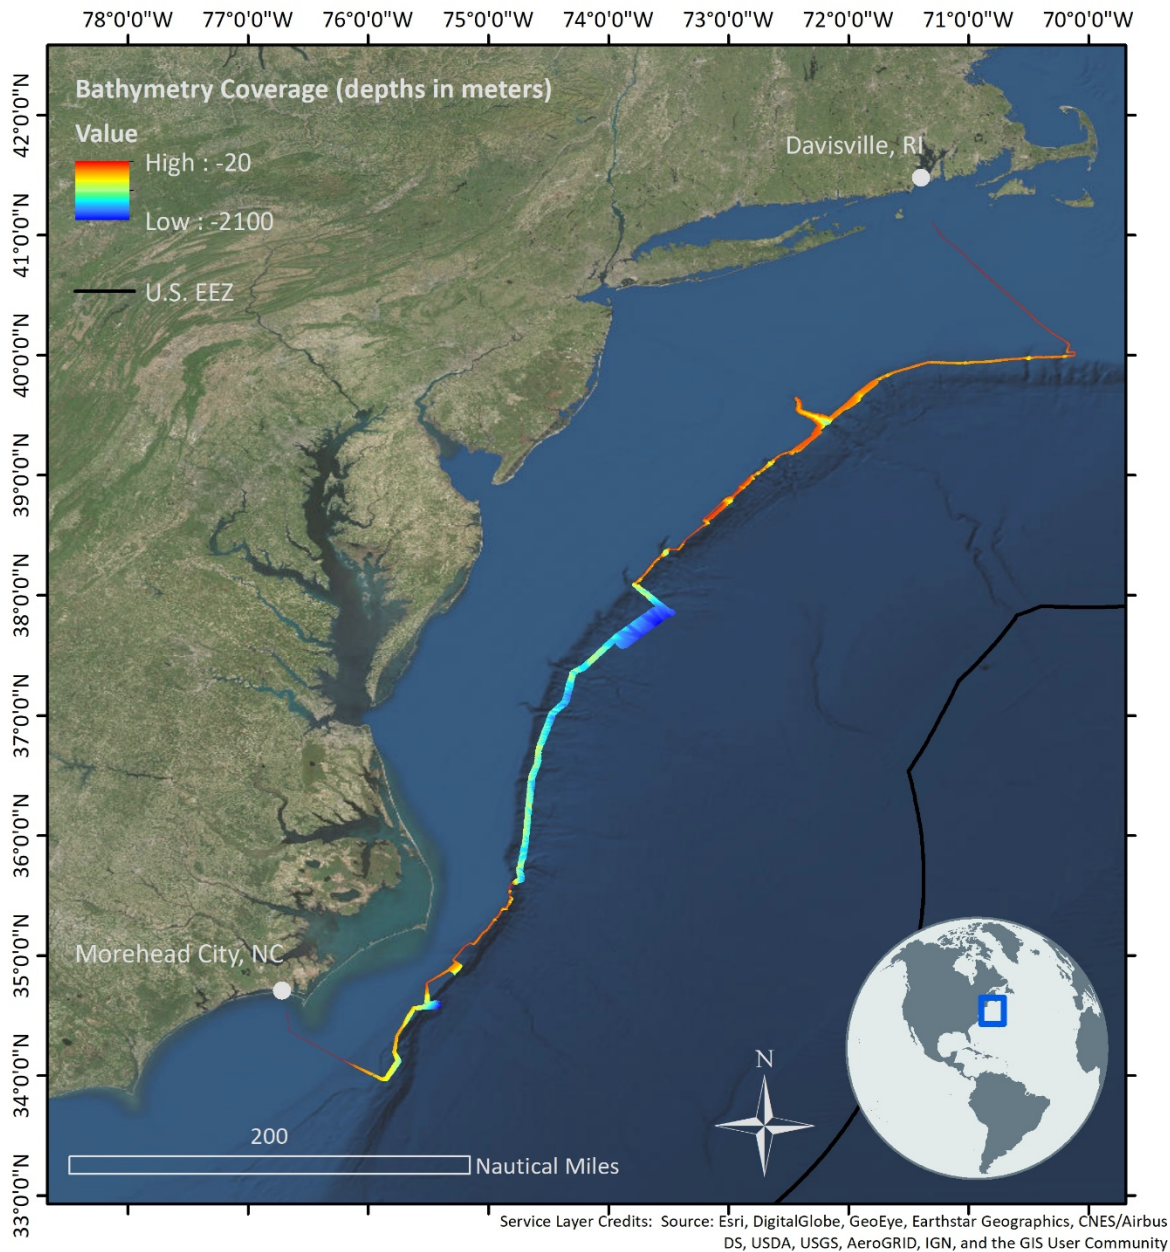 78°0'0"W 77°0'0"W 76°0'0"W 75°0'0"W 74°0'0"W 73°0'0"W 72°0'0"W 71°0'0"W 70°0'0"W
42°0'0"N
41°0'0"N
40°0'0"N
39°0'0"N
38°0'0"N
37°0'0"N
36°0'0"N
35°0'0"N
34°0'0"N
33°0'0"N
Bathymetry Coverage (depths in meters)
Value
High : -20
Low : -2100
U.S. EEZ
Davisville, RI
Morehead City, NC
N
200
Nautical Miles
Service Layer Credits: Source: Esri, DigitalGlobe, GeoEye, Earthstar Geographics, CNES/Airbus
DS, USDA, USGS, AeroGRID, IGN, and the GIS User Community